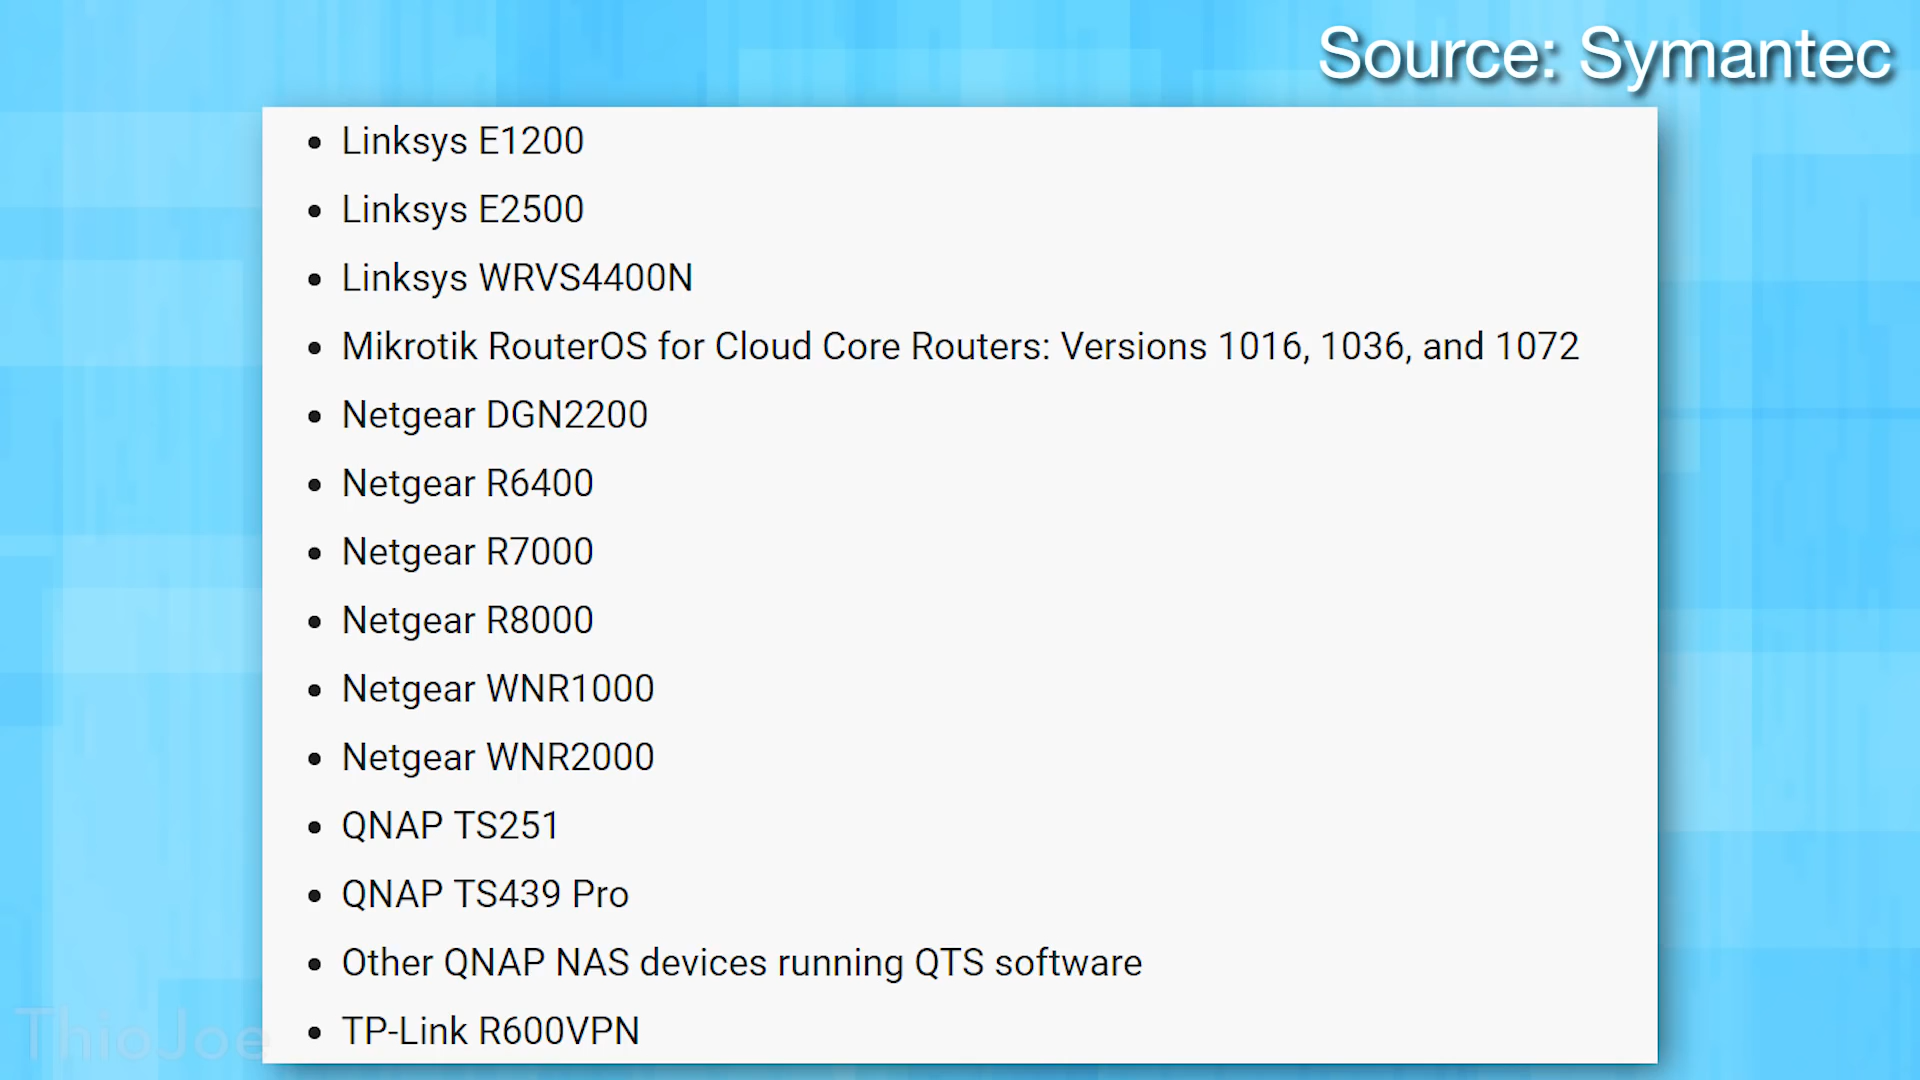 Source: Symantec
• Linksys E1200
• Linksys E2500
• Linksys WRVS4400N
• Mikrotik RouterOS for Cloud Core Routers: Versions 1016, 1036, and 1072
• Netgear DGN2200
• Netgear R6400
• Netgear R7000
• Netgear R8000
• Netgear WNR1000
• Netgear WNR2000
• QNAP TS251
• QNAP TS439 Pro
• Other QNAP NAS devices running QTS software
• TP-Link R600VPN
ThioJoe